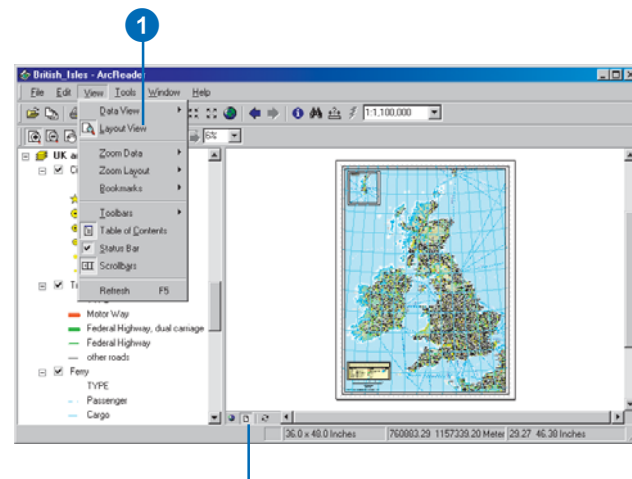 1
British_Isles - ArcReader
File Edit View Tools Window Help
1:1,100,000
Data View
Layout View
6%
Zoom Data
Zoom Layout
Bookmarks
Toolbars
Table of Contents
Status Bar
Scrollbars
Refresh F5
UK
Motor Way
Federal Highway, dual carriage
Federal Highway
other roads
Ferry
TYPE
Passenger
Cargo
36.0 x 48.0 Inches 760883.29 1157339.20 Meter 29.27 46.38 Inches